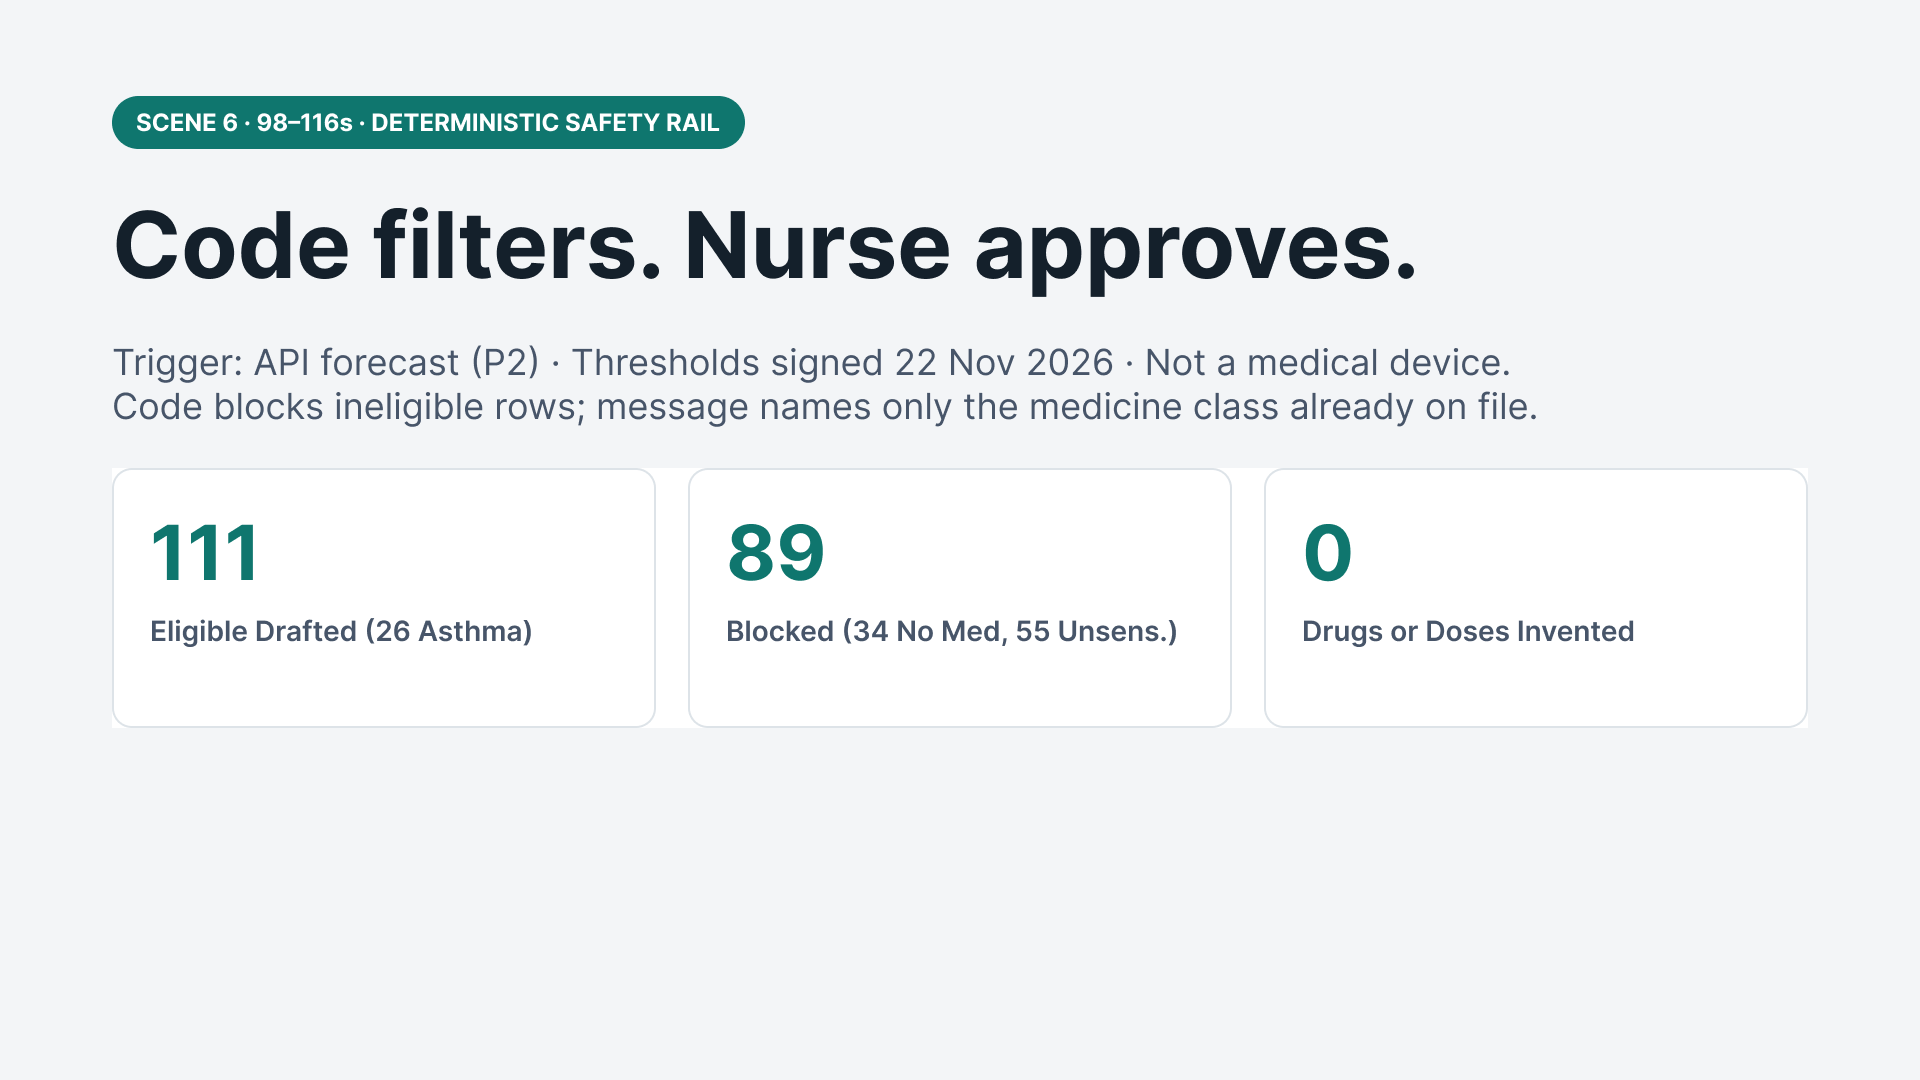 SCENE 6 · 98–116s · DETERMINISTIC SAFETY RAIL
Code filters. Nurse approves.
Trigger: API forecast (P2) · Thresholds signed 22 Nov 2026 · Not a medical device.
Code blocks ineligible rows; message names only the medicine class already on file.
111
Eligible Drafted (26 Asthma)
89
Blocked (34 No Med, 55 Unsens.)
0
Drugs or Doses Invented